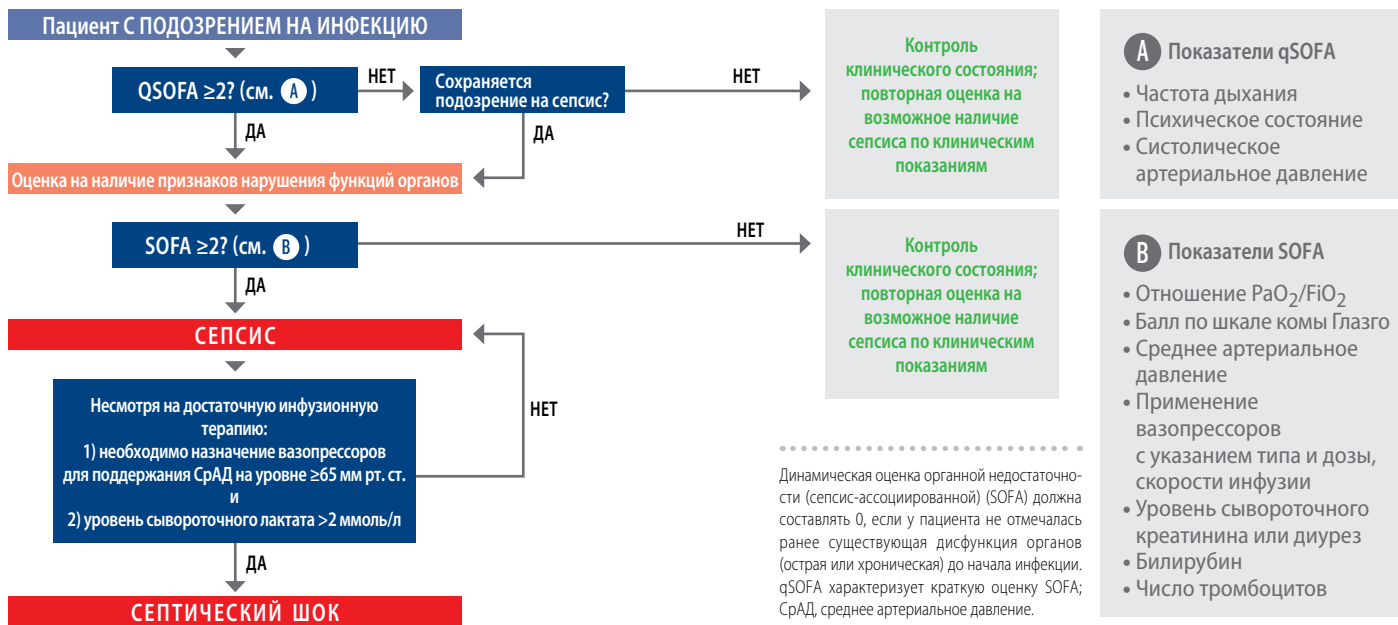 Пациент С ПОДОЗРЕНИЕМ НА ИНФЕКЦИЮ
QSOFA ≥2? (см. A )
НЕТ
Сохраняется
подозрение на сепсис?
НЕТ
Контроль
клинического состояния;
повторная оценка на
возможное наличие
сепсиса по клиническим
показаниям
ДА
ДА
Оценка на наличие признаков нарушения функций органов
SOFA ≥2? (см. B )
НЕТ
Контроль
клинического состояния;
повторная оценка на
возможное наличие
сепсиса по клиническим
показаниям
ДА
СЕПСИС
Несмотря на достаточную инфузионную
терапию:
1) необходимо назначение вазопрессоров
для поддержания СрАД на уровне ≥65 мм рт. ст.
и
2) уровень сывороточного лактата >2 ммоль/л
НЕТ
ДА
СЕПТИЧЕСКИЙ ШОК
Динамическая оценка органной недостаточно-
сти (сепсис-ассоциированной) (SOFA) должна
составлять 0, если у пациента не отмечалась
ранее существующая дисфункция органов
(острая или хроническая) до начала инфекции.
qSOFA характеризует краткую оценку SOFA;
СрАД, среднее артериальное давление.
A Показатели qSOFA
• Частота дыхания
• Психическое состояние
• Систолическое
артериальное давление
B Показатели SOFA
• Отношение PaO2/FiO2
• Балл по шкале комы Глазго
• Среднее артериальное
давление
• Применение
вазопрессоров
с указанием типа и дозы,
скорости инфузии
• Уровень сывороточного
креатинина или диурез
• Билирубин
• Число тромбоцитов